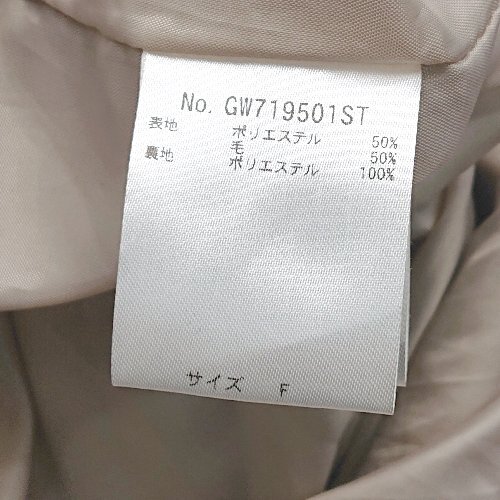 No. GW719501ST
表地 ポリエステル 50%
毛 50%
裏地 ポリエステル 100%
サイズ F